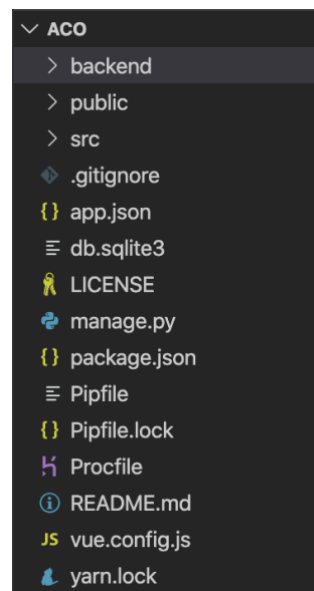 ACO
backend
public
src
.gitignore
{} app.json
db.sqlite3
LICENSE
manage.py
{} package.json
Pipfile
{} Pipfile.lock
Procfile
README.md
JS vue.config.js
yarn.lock